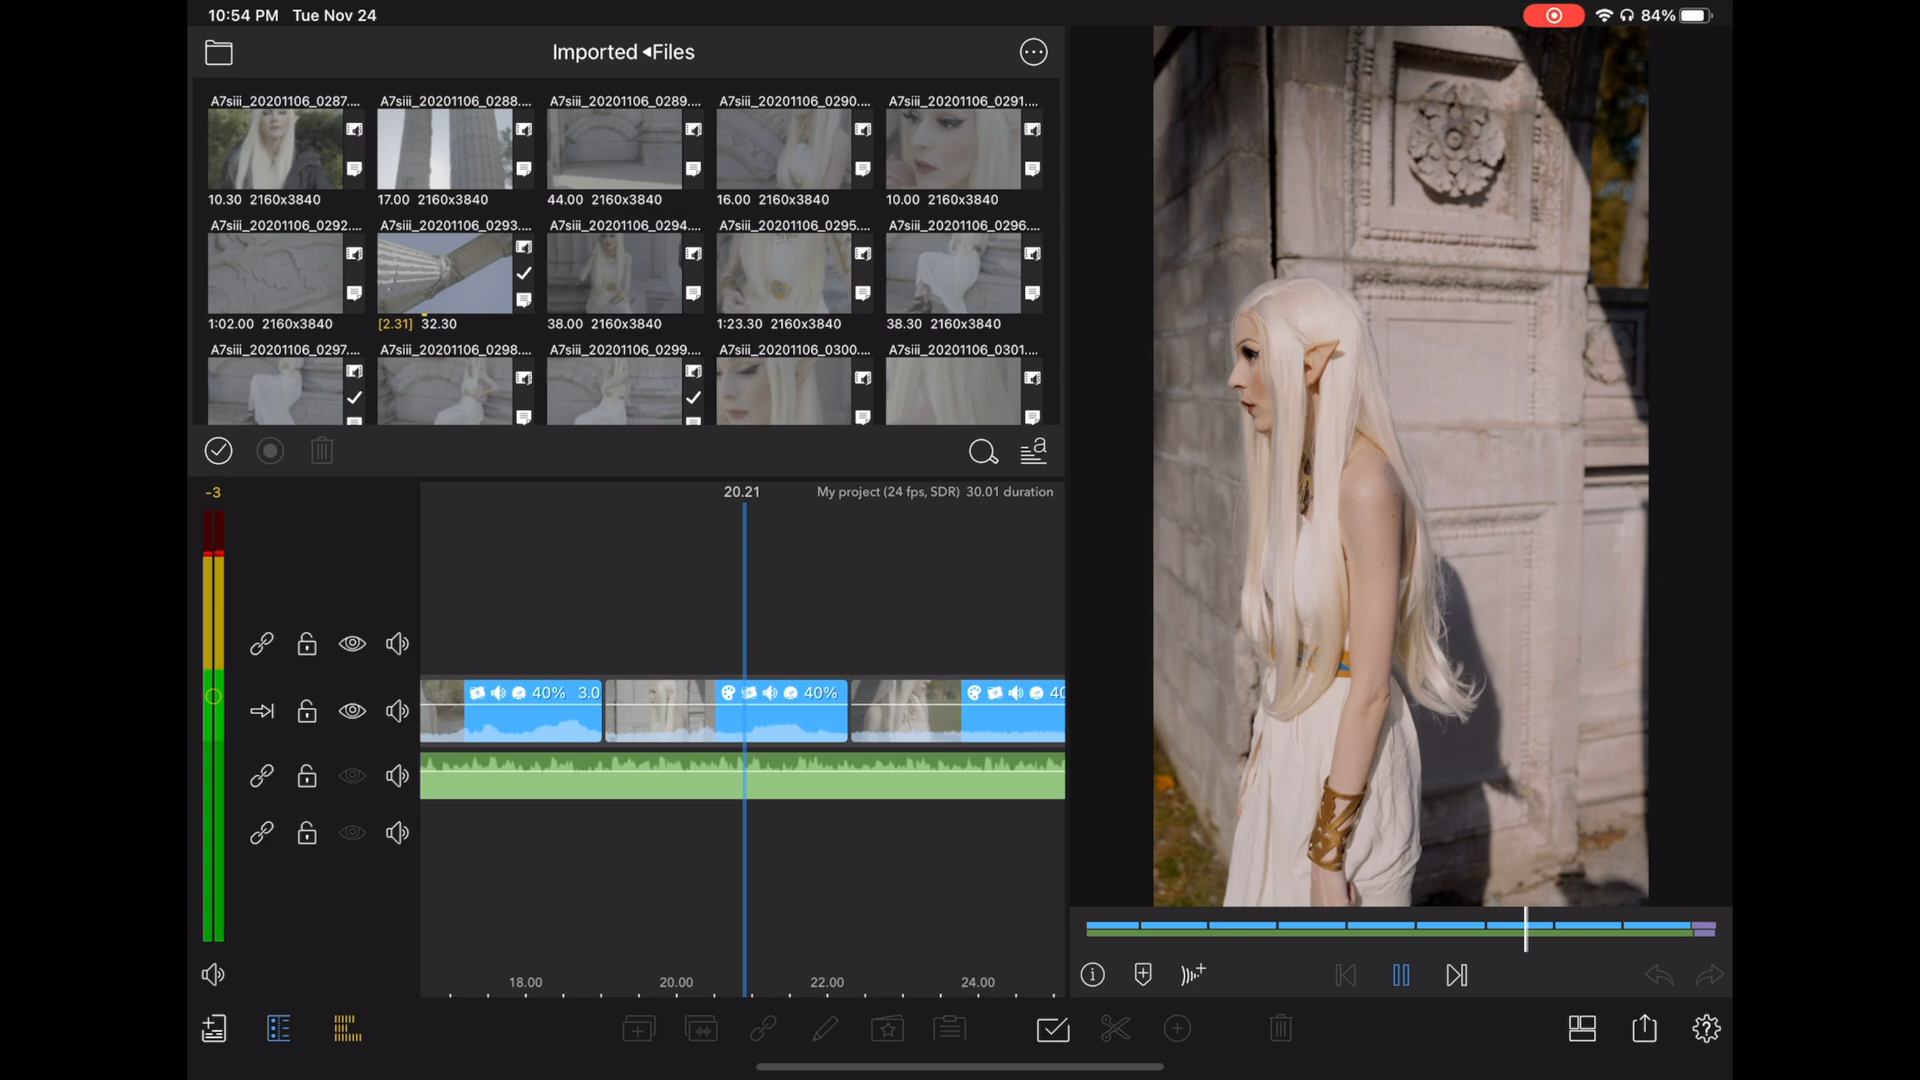 10:54 PM Tue Nov 24
84%
Imported ◂Files
A7siii_20201106_0287....
A7siii_20201106_0288....
A7siii_20201106_0289....
A7siii_20201106_0290....
A7siii_20201106_0291....
10.30 2160x3840
17.00 2160x3840
44.00 2160x3840
16.00 2160x3840
10.00 2160x3840
A7siii_20201106_0292....
A7siii_20201106_0293....
A7siii_20201106_0294....
A7siii_20201106_0295....
A7siii_20201106_0296....
1:02.00 2160x3840
[2.31] 32.30
38.00 2160x3840
1:23.30 2160x3840
38.30 2160x3840
A7siii_20201106_0297....
A7siii_20201106_0298....
A7siii_20201106_0299....
A7siii_20201106_0300....
A7siii_20201106_0301....
a
-3
20.21
My project (24 fps, SDR) 30.01 duration
40% 3.0
40%
40
18.00
20.00
22.00
24.00